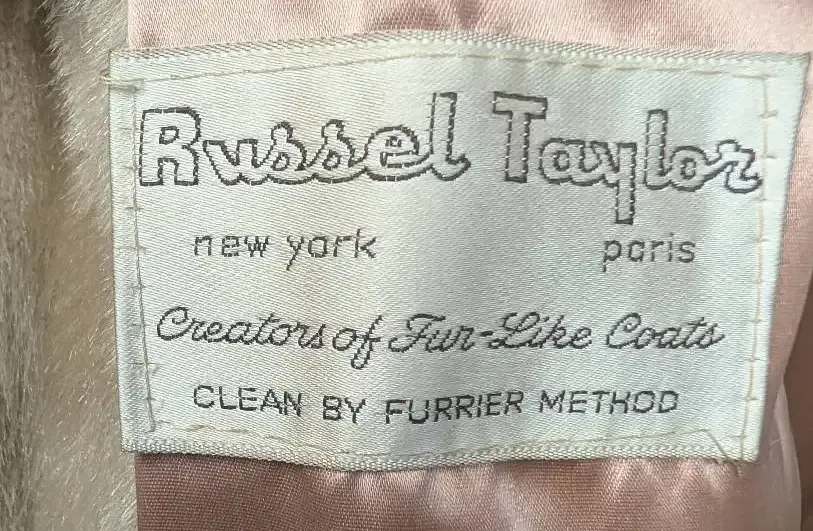 Russel Taylor
new york paris
Creators of Fur-Like Coats
CLEAN BY FURRIER METHOD